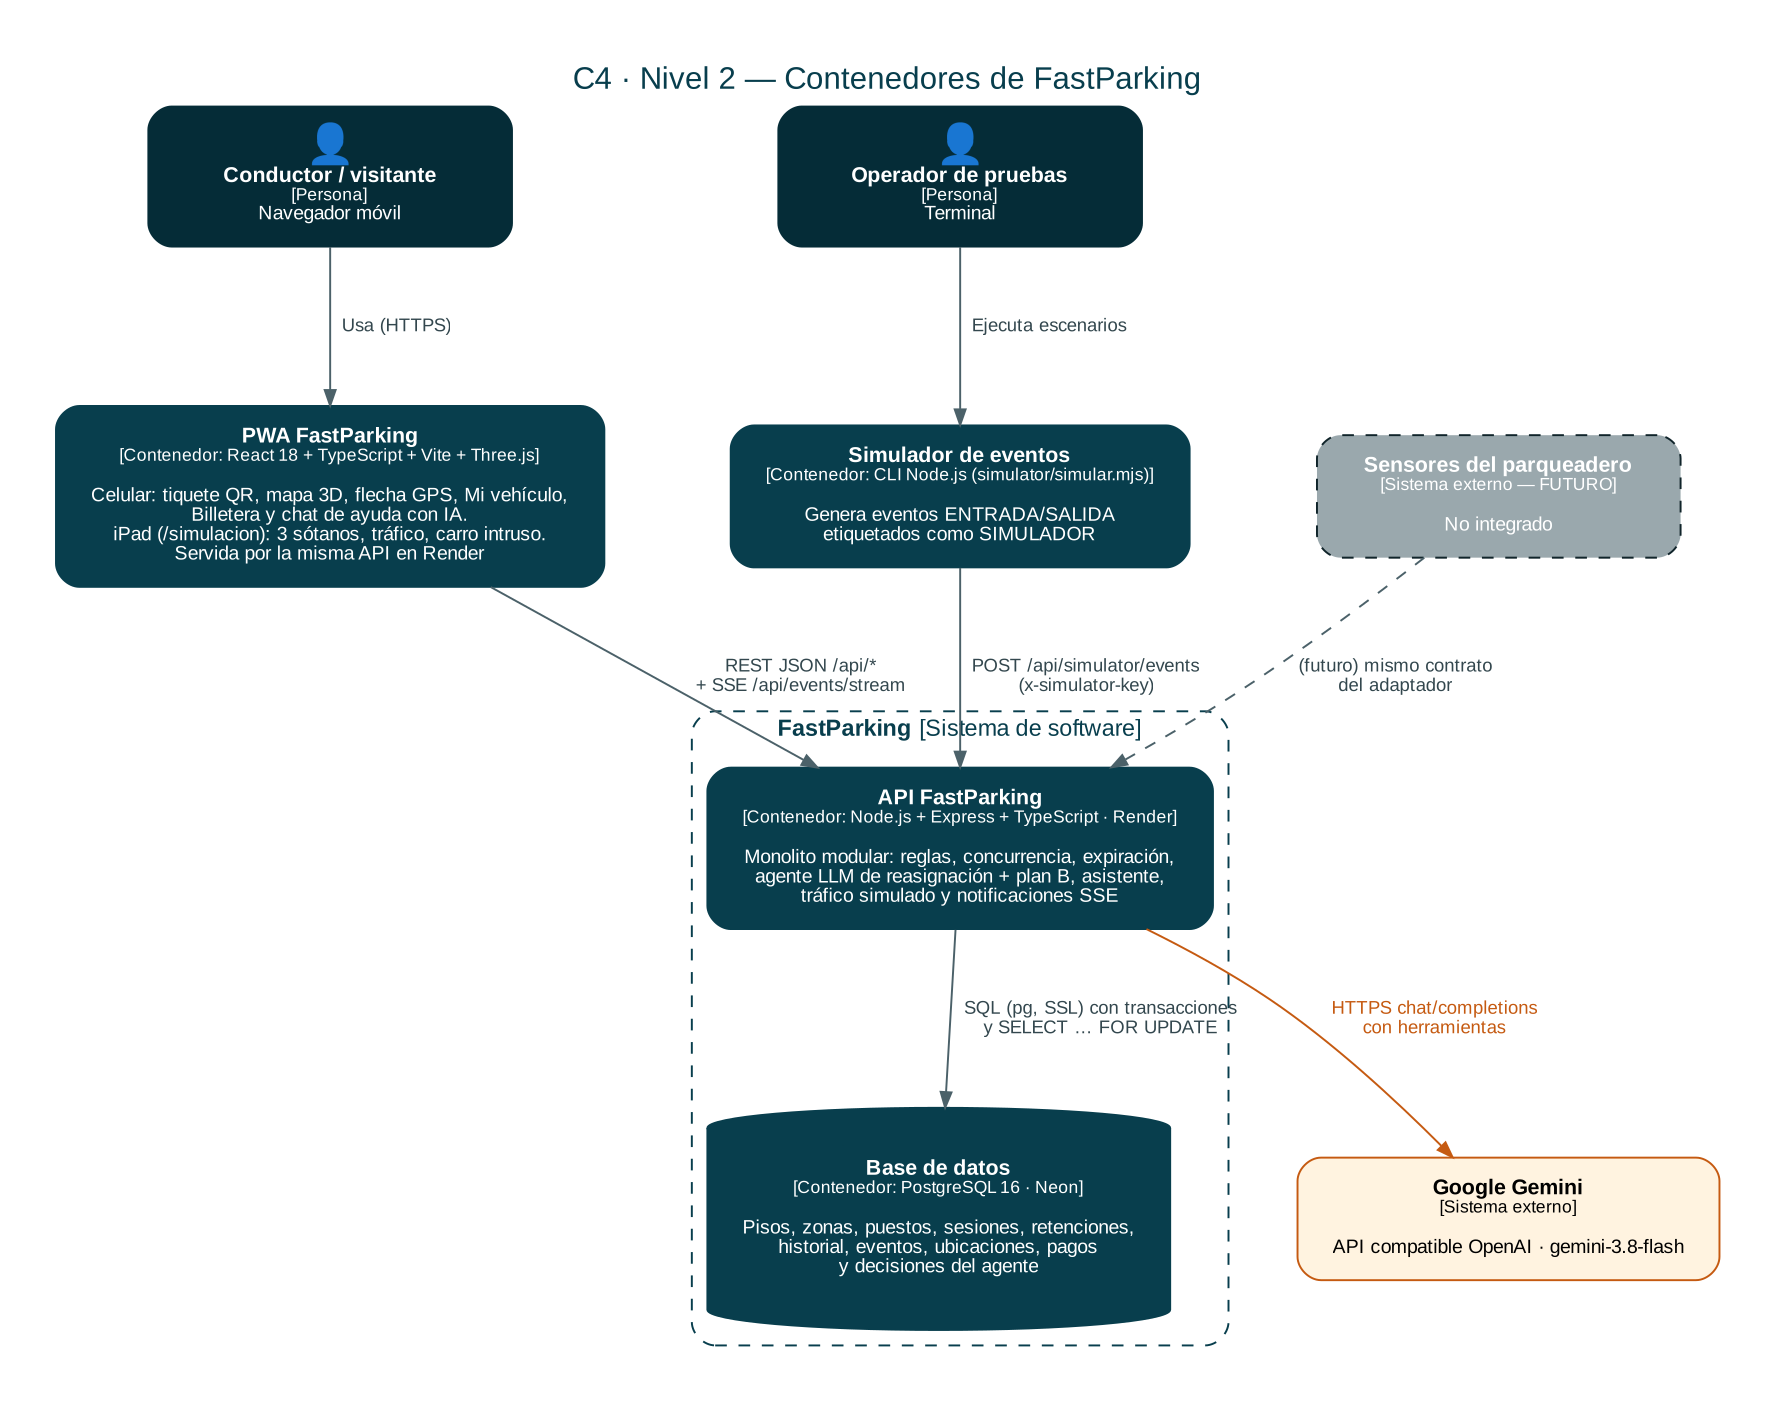 C4 · Nivel 2 — Contenedores de FastParking
Conductor / visitante
[Persona]
Navegador móvil
Operador de pruebas
[Persona]
Terminal
Usa (HTTPS)
Ejecuta escenarios
PWA FastParking
[Contenedor: React 18 + TypeScript + Vite + Three.js]
Celular: tiquete QR, mapa 3D, flecha GPS, Mi vehículo,
Billetera y chat de ayuda con IA.
iPad (/simulacion): 3 sótanos, tráfico, carro intruso.
Servida por la misma API en Render
Simulador de eventos
[Contenedor: CLI Node.js (simulator/simular.mjs)]
Genera eventos ENTRADA/SALIDA
etiquetados como SIMULADOR
Sensores del parqueadero
[Sistema externo — FUTURO]
No integrado
REST JSON /api/*
+ SSE /api/events/stream
POST /api/simulator/events
(x-simulator-key)
(futuro) mismo contrato
del adaptador
FastParking [Sistema de software]
API FastParking
[Contenedor: Node.js + Express + TypeScript · Render]
Monolito modular: reglas, concurrencia, expiración,
agente LLM de reasignación + plan B, asistente,
tráfico simulado y notificaciones SSE
SQL (pg, SSL) con transacciones
y SELECT … FOR UPDATE
HTTPS chat/completions
con herramientas
Base de datos
[Contenedor: PostgreSQL 16 · Neon]
Pisos, zonas, puestos, sesiones, retenciones,
historial, eventos, ubicaciones, pagos
y decisiones del agente
Google Gemini
[Sistema externo]
API compatible OpenAI · gemini-3.8-flash